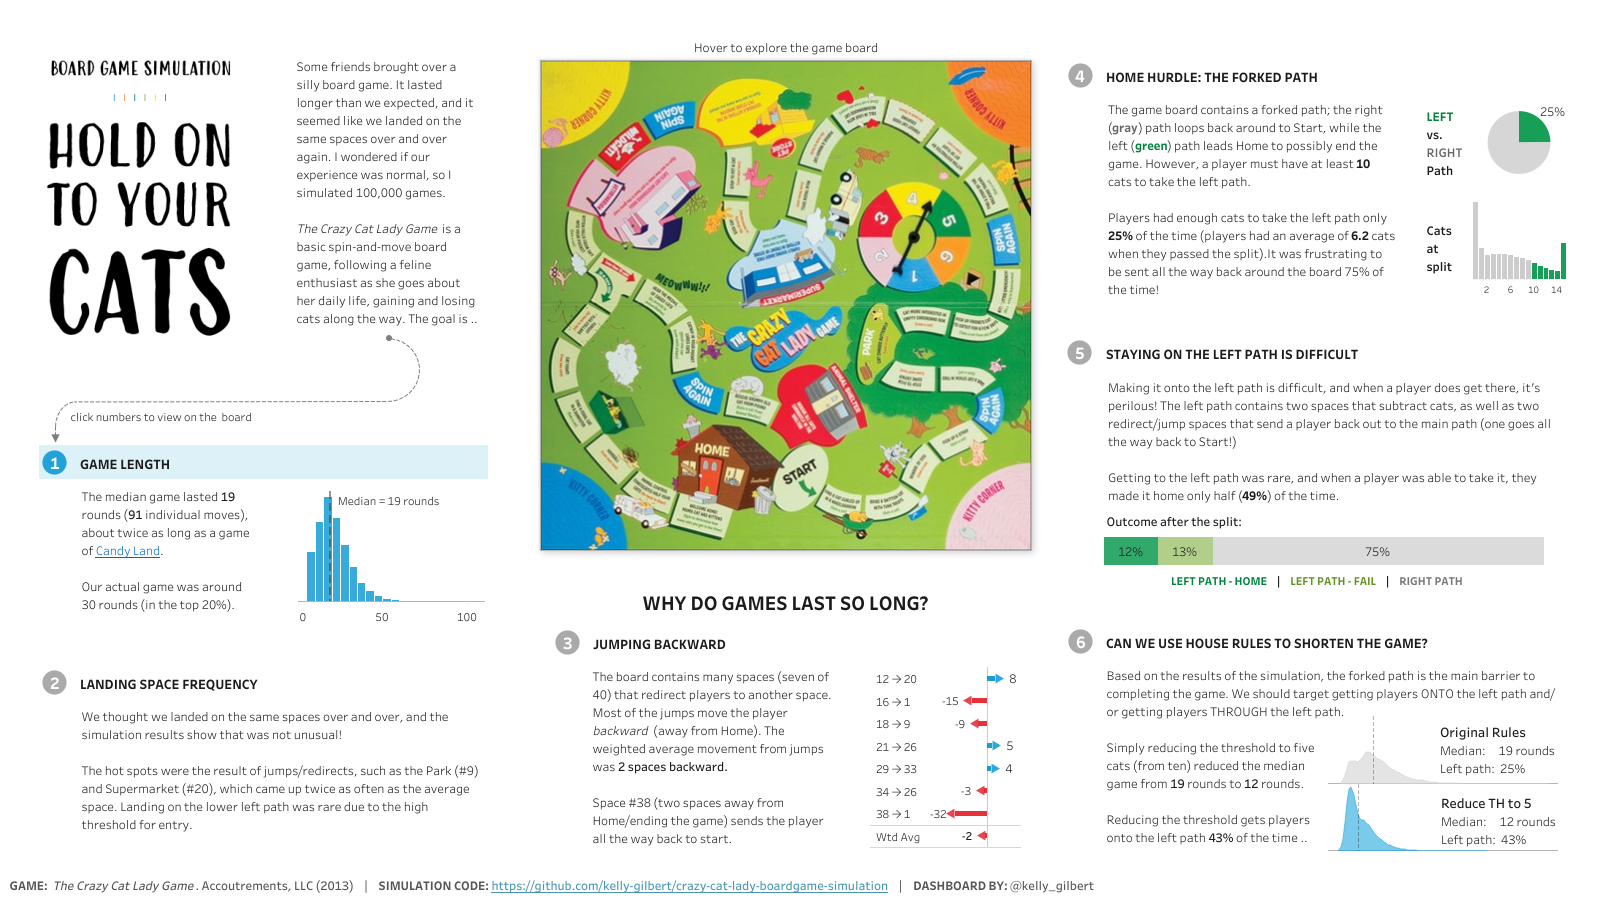 BOARD GAME SIMULATION
HOLD ON
TO YOUR
CATS
Some friends brought over a
silly board game. It lasted
longer than we expected, and it
seemed like we landed on the
same spaces over and over
again. I wondered if our
experience was normal, so I
simulated 100,000 games.
The Crazy Cat Lady Game is a
basic spin-and-move board
game, following a feline
enthusiast as she goes about
her daily life, gaining and losing
cats along the way. The goal is ..
click numbers to view on the board
1 GAME LENGTH
The median game lasted 19
rounds (91 individual moves),
about twice as long as a game
of Candy Land.
Our actual game was around
30 rounds (in the top 20%).
Median = 19 rounds
0 50 100
2 LANDING SPACE FREQUENCY
We thought we landed on the same spaces over and over, and the
simulation results show that was not unusual!
The hot spots were the result of jumps/redirects, such as the Park (#9)
and Supermarket (#20), which came up twice as often as the average
space. Landing on the lower left path was rare due to the high
threshold for entry.
Hover to explore the game board
KITTY CORNER
KITTY CORNER
SPIN AGAIN
WILDCAT
PET STORE
SPIN AGAIN
1
2
3
4
5
6
MEOWWW!!!
SUPERMARKET
THE CRAZY CAT LADY GAME
PARK
SPIN AGAIN
ANIMAL SHELTER
SPIN AGAIN
HOME
START
KITTY CORNER
KITTY CORNER
WHY DO GAMES LAST SO LONG?
3 JUMPING BACKWARD
The board contains many spaces (seven of
40) that redirect players to another space.
Most of the jumps move the player
backward (away from Home). The
weighted average movement from jumps
was 2 spaces backward.
Space #38 (two spaces away from
Home/ending the game) sends the player
all the way back to start.
12 → 20 8
16 → 1 -15
18 → 9 -9
21 → 26 5
29 → 33 4
34 → 26 -3
38 → 1 -32
Wtd Avg -2
4 HOME HURDLE: THE FORKED PATH
The game board contains a forked path; the right
(gray) path loops back around to Start, while the
left (green) path leads Home to possibly end the
game. However, a player must have at least 10
cats to take the left path.
Players had enough cats to take the left path only
25% of the time (players had an average of 6.2 cats
when they passed the split).It was frustrating to
be sent all the way back around the board 75% of
the time!
LEFT
vs.
RIGHT
Path
25%
Cats
at
split
2 6 10 14
5 STAYING ON THE LEFT PATH IS DIFFICULT
Making it onto the left path is difficult, and when a player does get there, it's
perilous! The left path contains two spaces that subtract cats, as well as two
redirect/jump spaces that send a player back out to the main path (one goes all
the way back to Start!)
Getting to the left path was rare, and when a player was able to take it, they
made it home only half (49%) of the time.
Outcome after the split:
12% 13% 75%
LEFT PATH - HOME | LEFT PATH - FAIL | RIGHT PATH
6 CAN WE USE HOUSE RULES TO SHORTEN THE GAME?
Based on the results of the simulation, the forked path is the main barrier to
completing the game. We should target getting players ONTO the left path and/
or getting players THROUGH the left path.
Simply reducing the threshold to five
cats (from ten) reduced the median
game from 19 rounds to 12 rounds.
Reducing the threshold gets players
onto the left path 43% of the time ..
Original Rules
Median: 19 rounds
Left path: 25%
Reduce TH to 5
Median: 12 rounds
Left path: 43%
GAME: The Crazy Cat Lady Game . Accoutrements, LLC (2013) | SIMULATION CODE: https://github.com/kelly-gilbert/crazy-cat-lady-boardgame-simulation | DASHBOARD BY: @kelly_gilbert